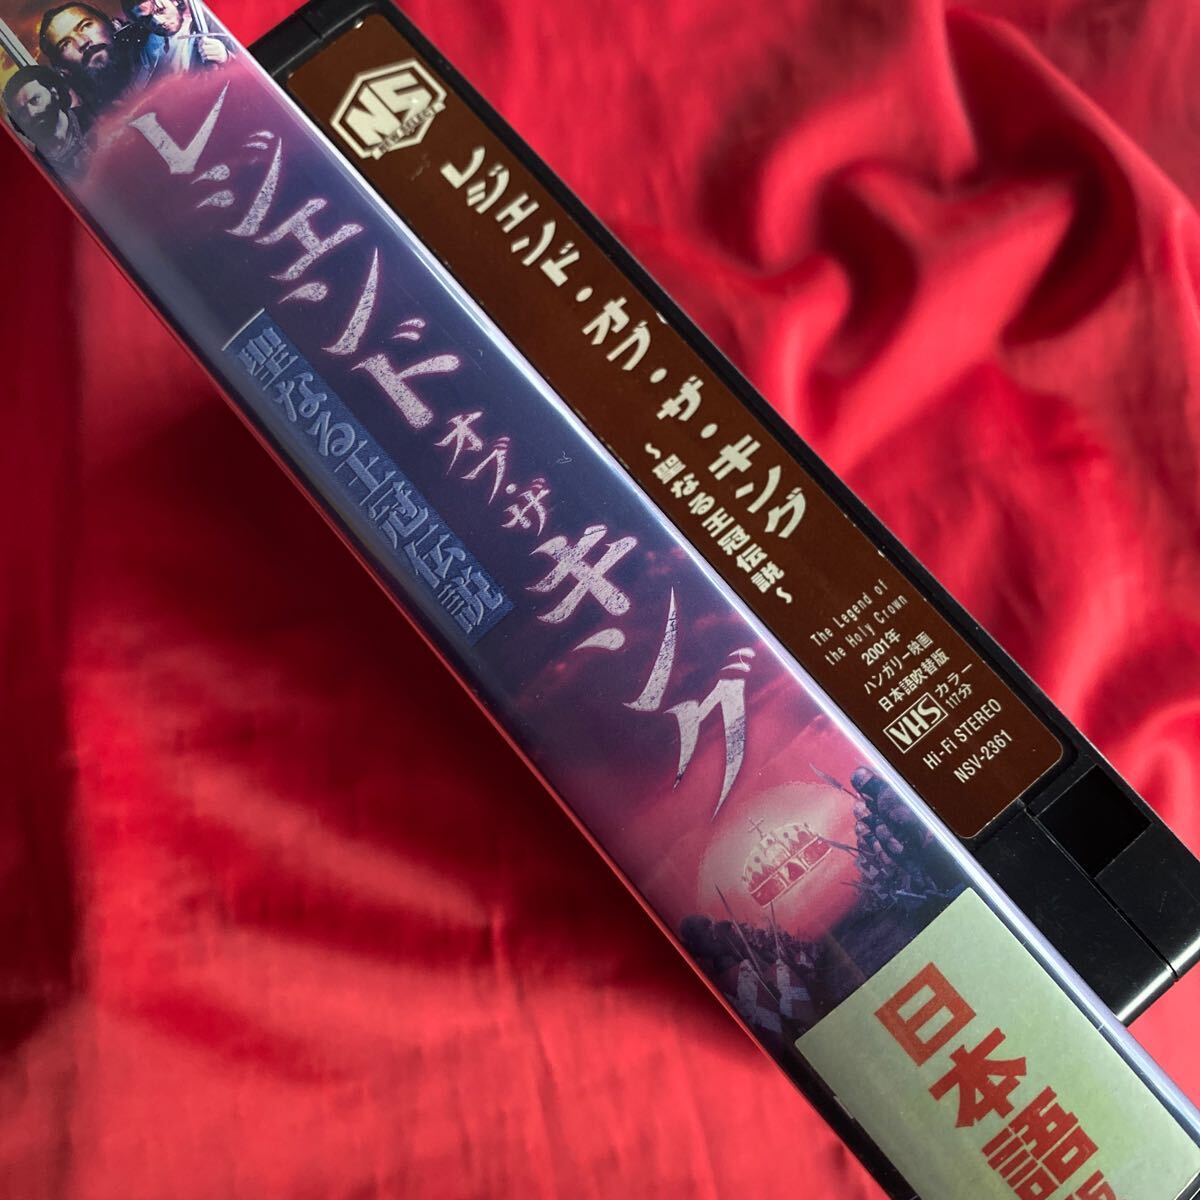 レジェンド
オブ・ザ
キング
聖なる王冠伝説
日本語
NS
NEW SELECT
レジェンド・オブ・ザ・キング
～聖なる王冠伝説～
The Legend of
the Holy Crown
2001年
ハンガリー映画
日本語吹替版
VHS カラー
117分
Hi-Fi STEREO
NSV-2361